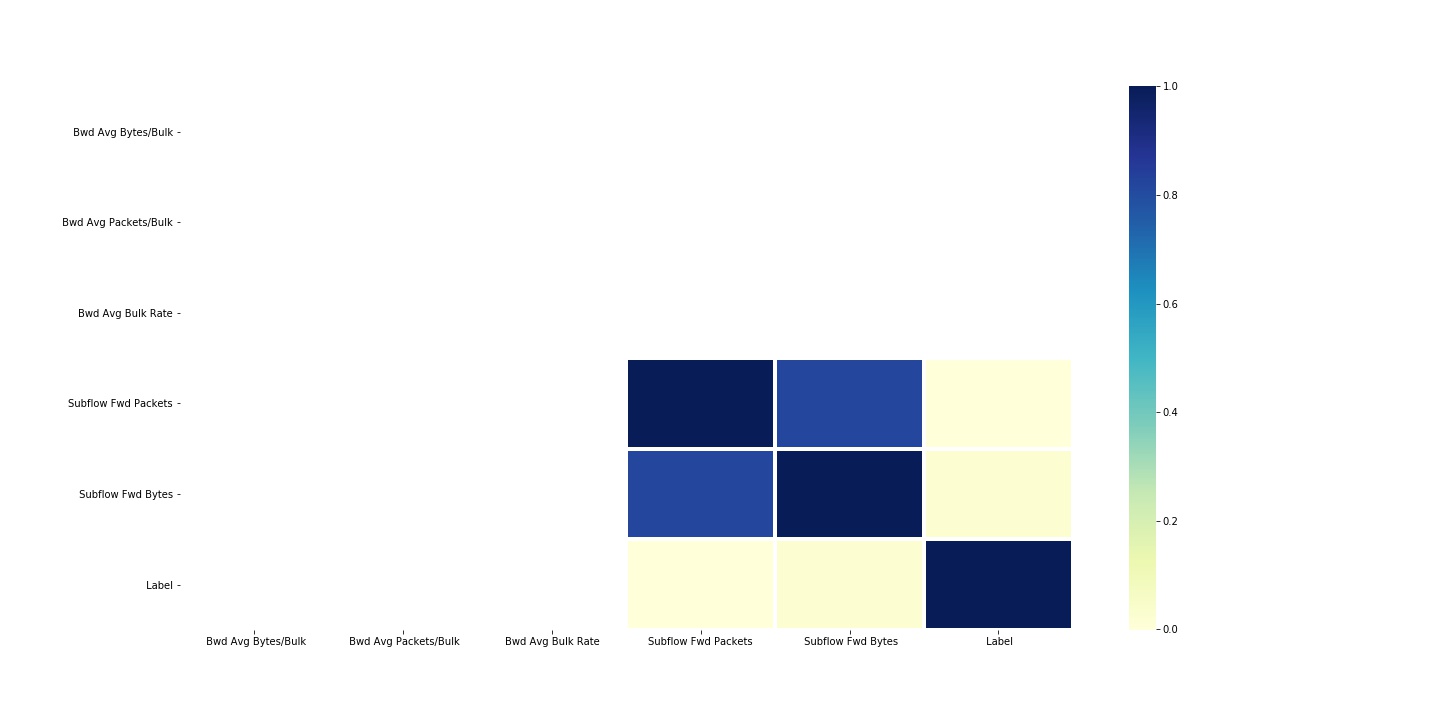 Bwd Avg Bytes/Bulk
Bwd Avg Packets/Bulk
Bwd Avg Bulk Rate
Subflow Fwd Packets
Subflow Fwd Bytes
Label
Bwd Avg Bytes/Bulk
Bwd Avg Packets/Bulk
Bwd Avg Bulk Rate
Subflow Fwd Packets
Subflow Fwd Bytes
Label
1.0
0.8
0.6
0.4
0.2
0.0